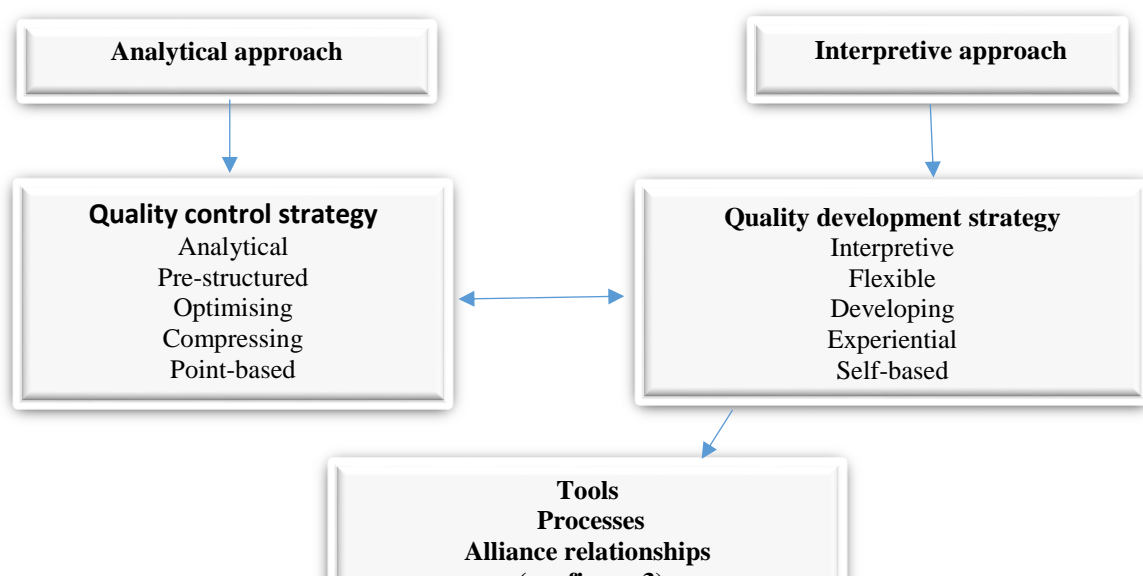 Analytical approach
Interpretive approach
Quality control strategy
Analytical
Pre-structured
Optimising
Compressing
Point-based
Quality development strategy
Interpretive
Flexible
Developing
Experiential
Self-based
Tools
Processes
Alliance relationships